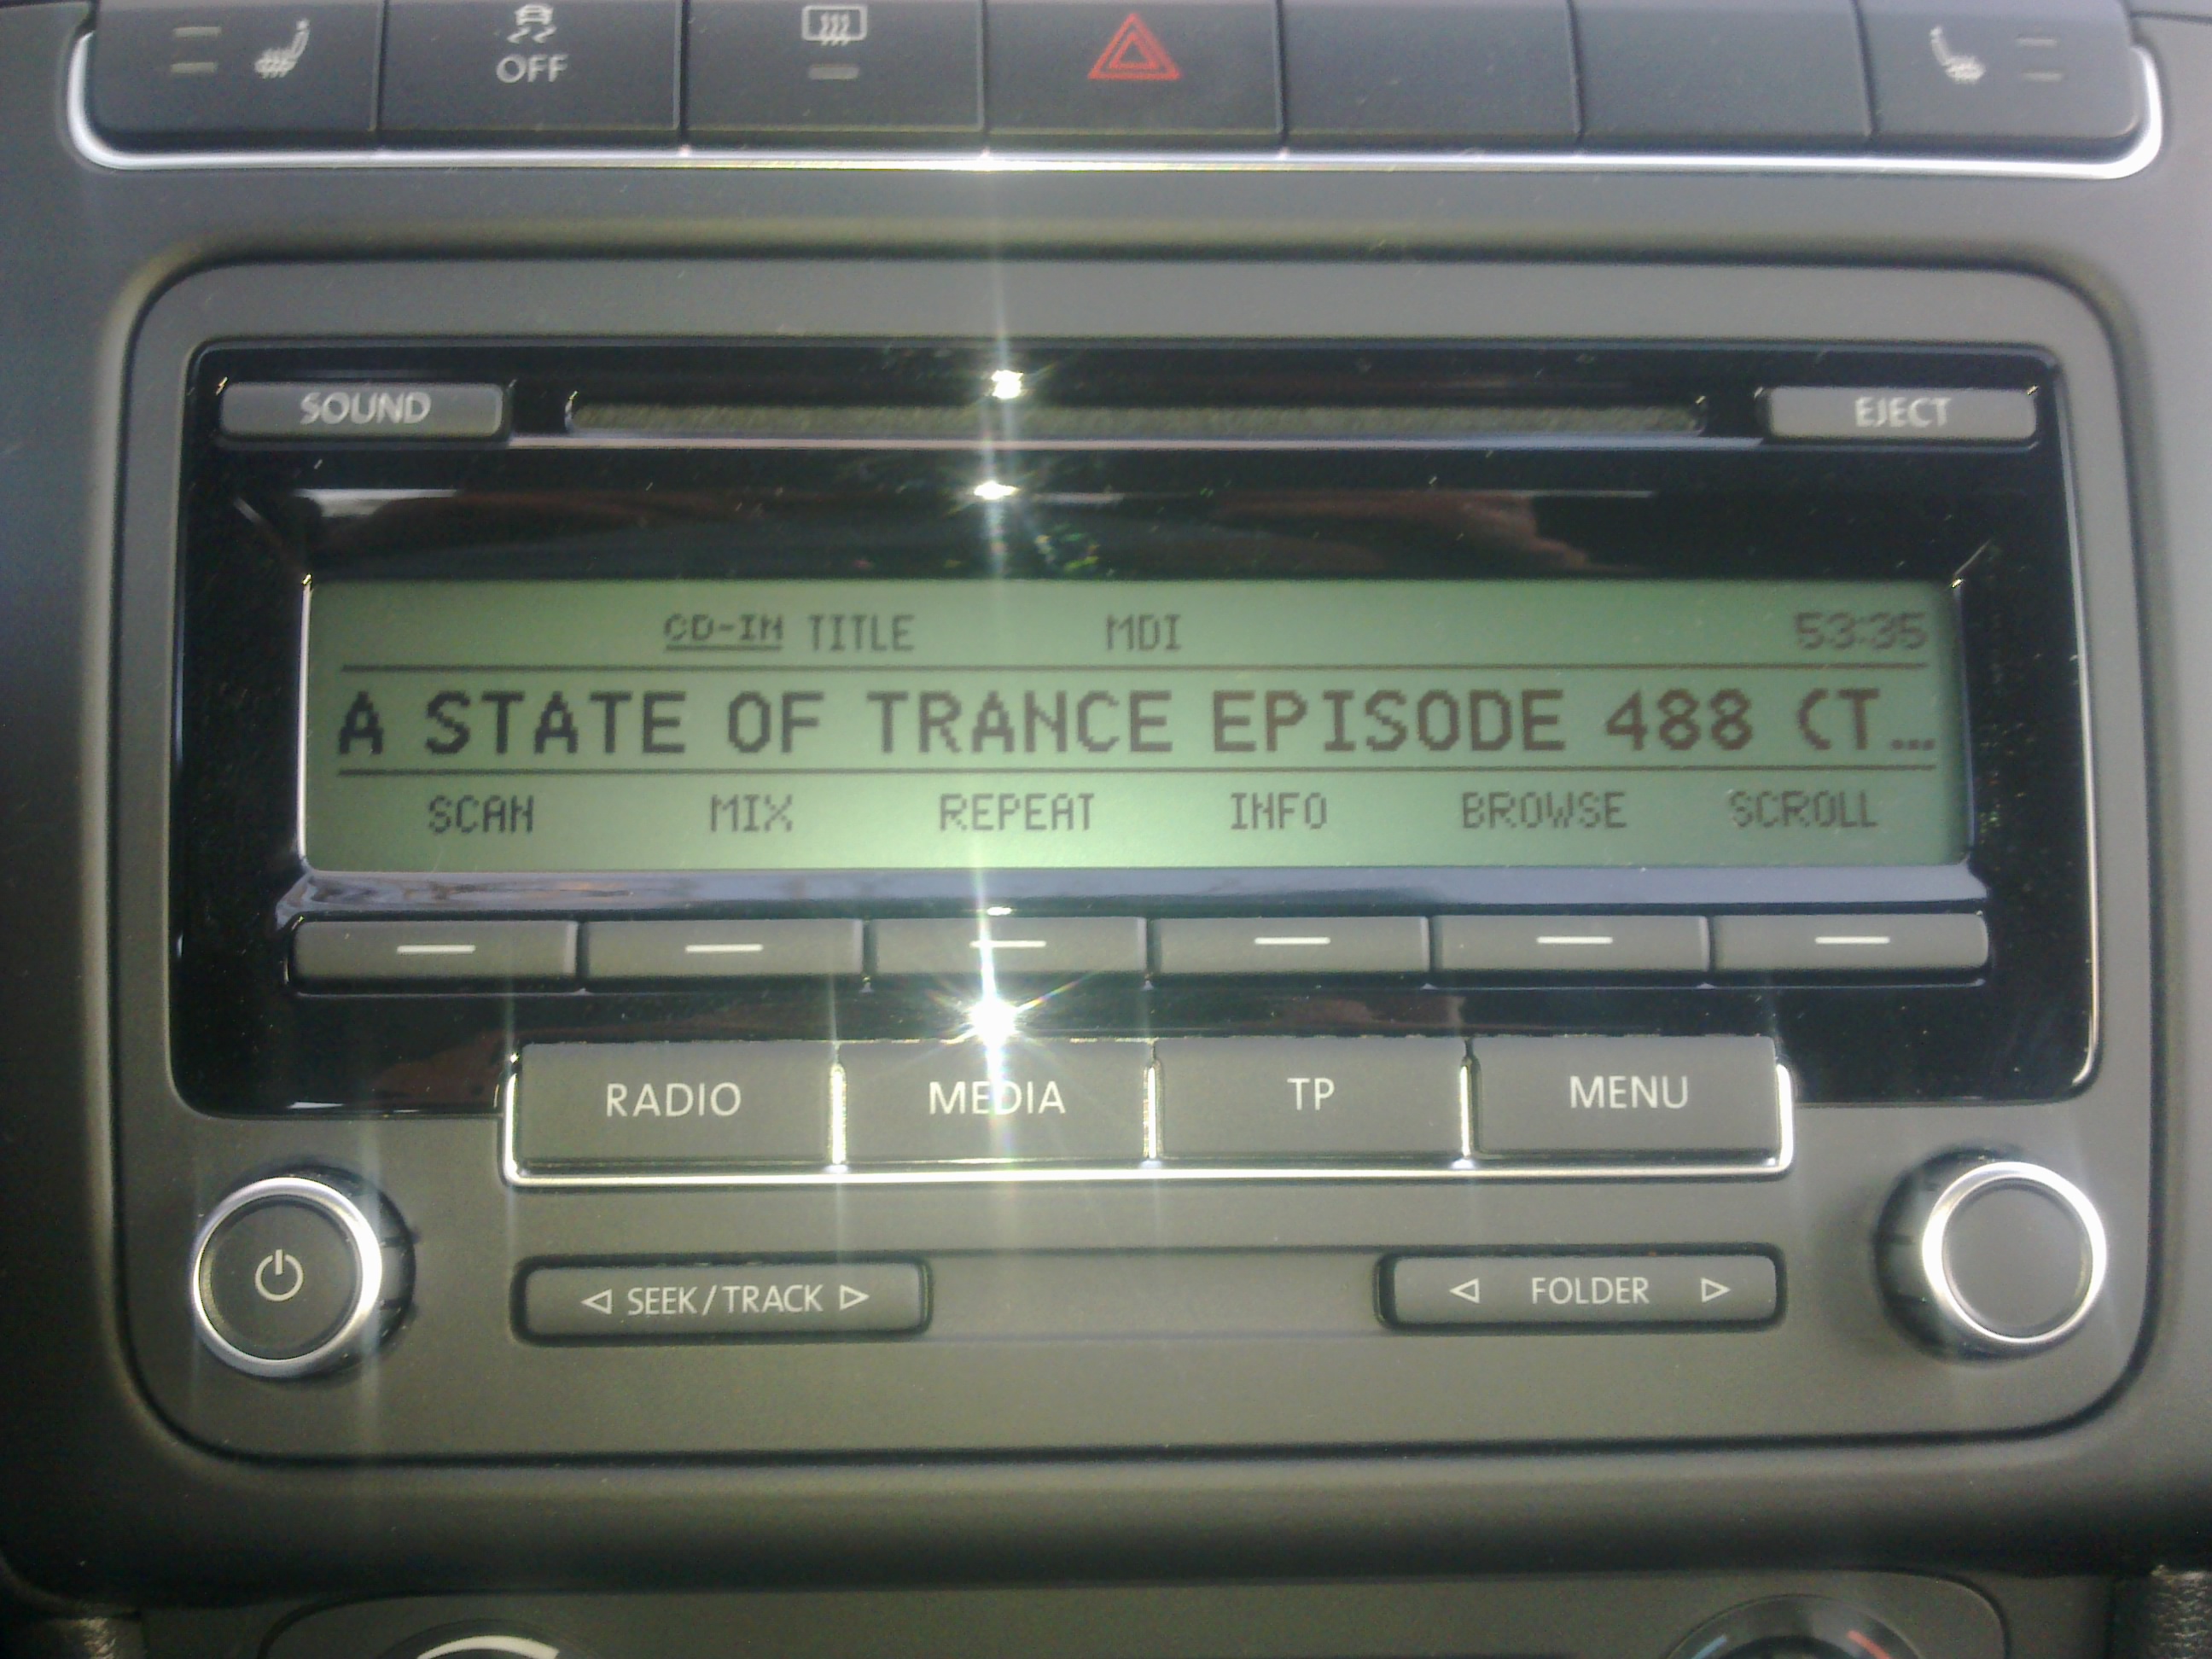 OFF
SOUND EJECT
CD-IN TITLE MDI 53:35
A STATE OF TRANCE EPISODE 488 (T...
SCAN MIX REPEAT INFO BROWSE SCROLL
RADIO MEDIA TP MENU
SEEK/TRACK FOLDER